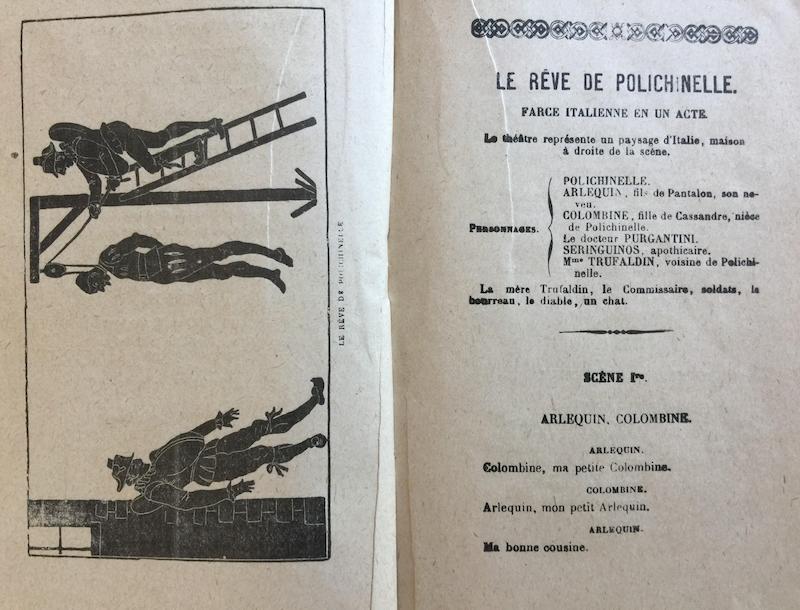 LE RÊVE DE POLICHINELLE
LE RÊVE DE POLICHINELLE.
FARCE ITALIENNE EN UN ACTE.
Le théâtre représente un paysage d'Italie, maison
à droite de la scène.
PERSONNAGES.
POLICHINELLE.
ARLEQUIN, fils de Pantalon, son ne-
veu.
COLOMBINE, fille de Cassandre, nièce
de Polichinelle.
Le docteur PURGANTINI.
SERINGUINOS, apothicaire.
Mme TRUFALDIN, voisine de Polichi-
nelle.
La mère Trufaldin, le Commissaire, soldats, le
bourreau, le diable, un chat.
SCÈNE Ire.
ARLEQUIN, COLOMBINE.
ARLEQUIN.
Colombine, ma petite Colombine.
COLOMBINE.
Arlequin, mon petit Arlequin.
ARLEQUIN.
Ma bonne cousine.